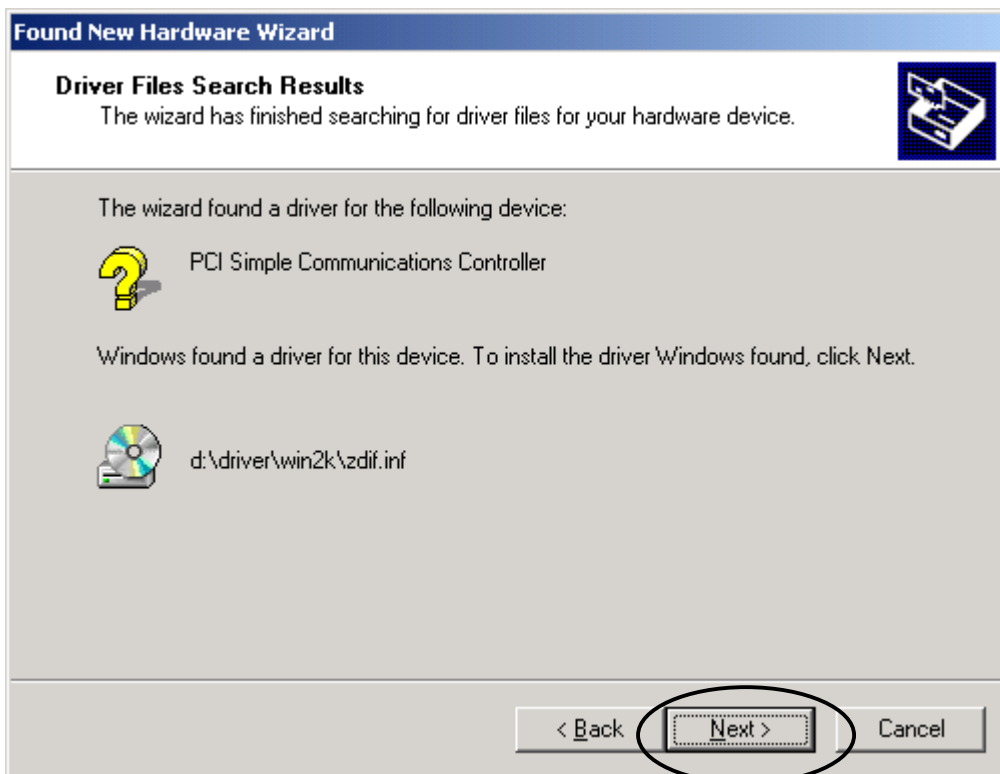 Found New Hardware Wizard
Driver Files Search Results
The wizard has finished searching for driver files for your hardware device.
The wizard found a driver for the following device:
PCI Simple Communications Controller
Windows found a driver for this device. To install the driver Windows found, click Next.
d:\driver\win2k\zdif.inf
< Back Next > Cancel